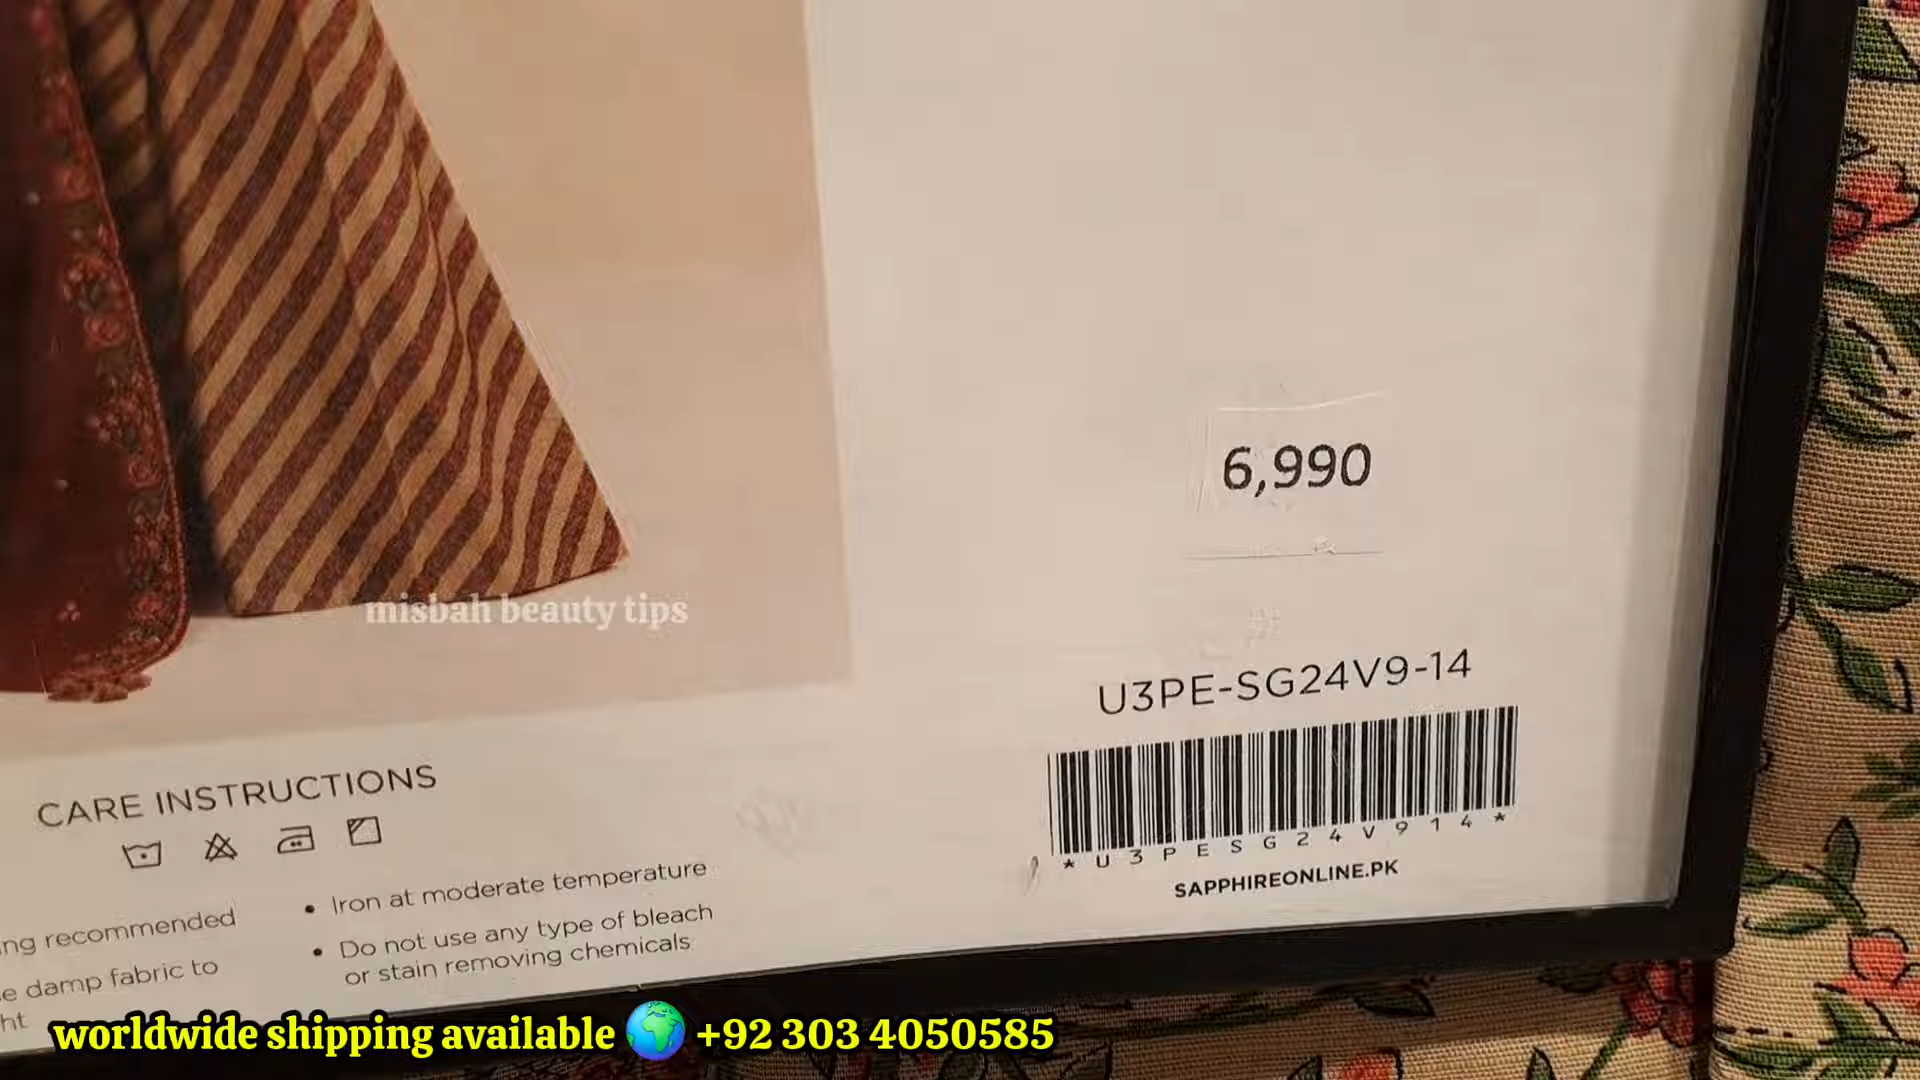 6,990
misbah beauty tips
U3PE-SG24V9-14
*U3PESG24V914*
SAPPHIREONLINE.PK
CARE INSTRUCTIONS
recommended
damp fabric to
• Iron at moderate temperature
• Do not use any type of bleach
or stain removing chemicals
worldwide shipping available 🌍 +92 303 4050585